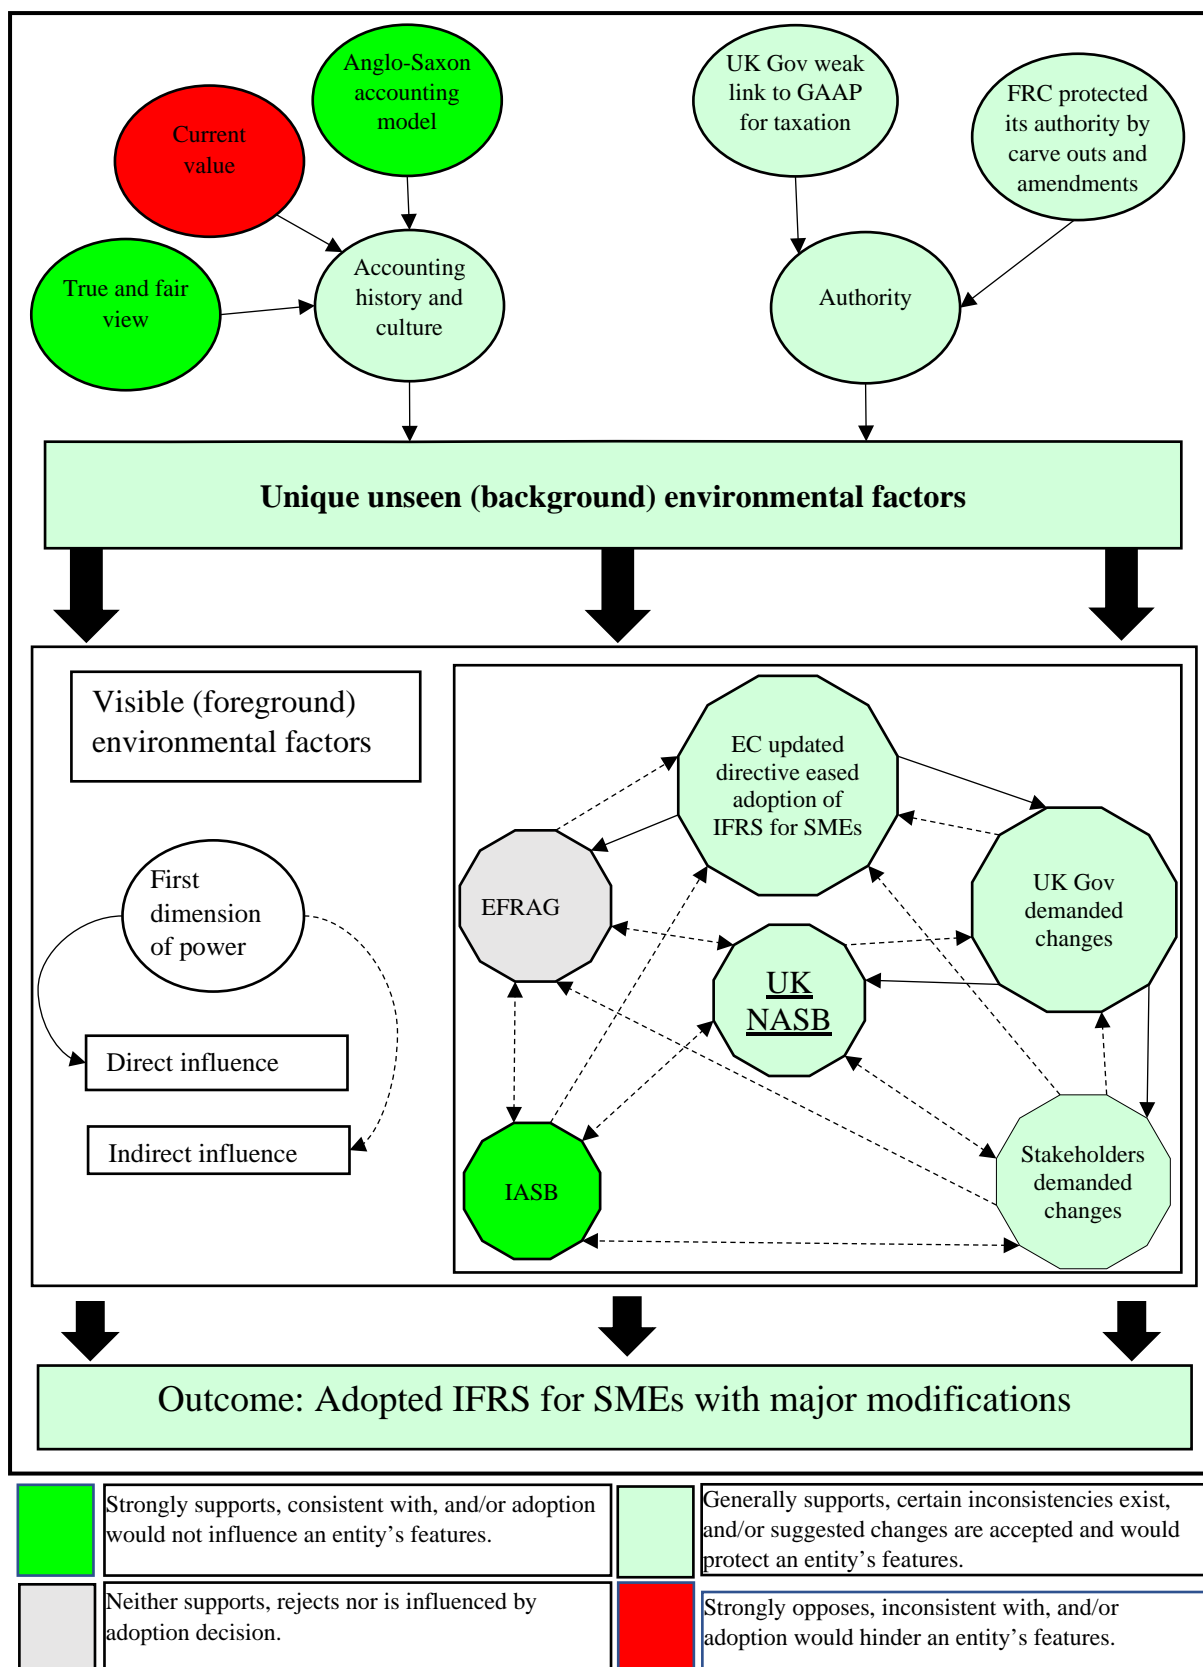 Anglo-Saxon
accounting
model
UK Gov weak
link to GAAP
for taxation
FRC protected
its authority by
carve outs and
amendments
Current
value
True and fair
view
Accounting
history and
culture
Authority
Unique unseen (background) environmental factors
Visible (foreground)
environmental factors
First
dimension
of power
Direct influence
Indirect influence
EC updated
directive eased
adoption of
IFRS for SMEs
EFRAG
UK Gov
demanded
changes
UK
NASB
IASB
Stakeholders
demanded
changes
Outcome: Adopted IFRS for SMEs with major modifications
Strongly supports, consistent with, and/or adoption
would not influence an entity’s features.
Generally supports, certain inconsistencies exist,
and/or suggested changes are accepted and would
protect an entity’s features.
Neither supports, rejects nor is influenced by
adoption decision.
Strongly opposes, inconsistent with, and/or
adoption would hinder an entity’s features.